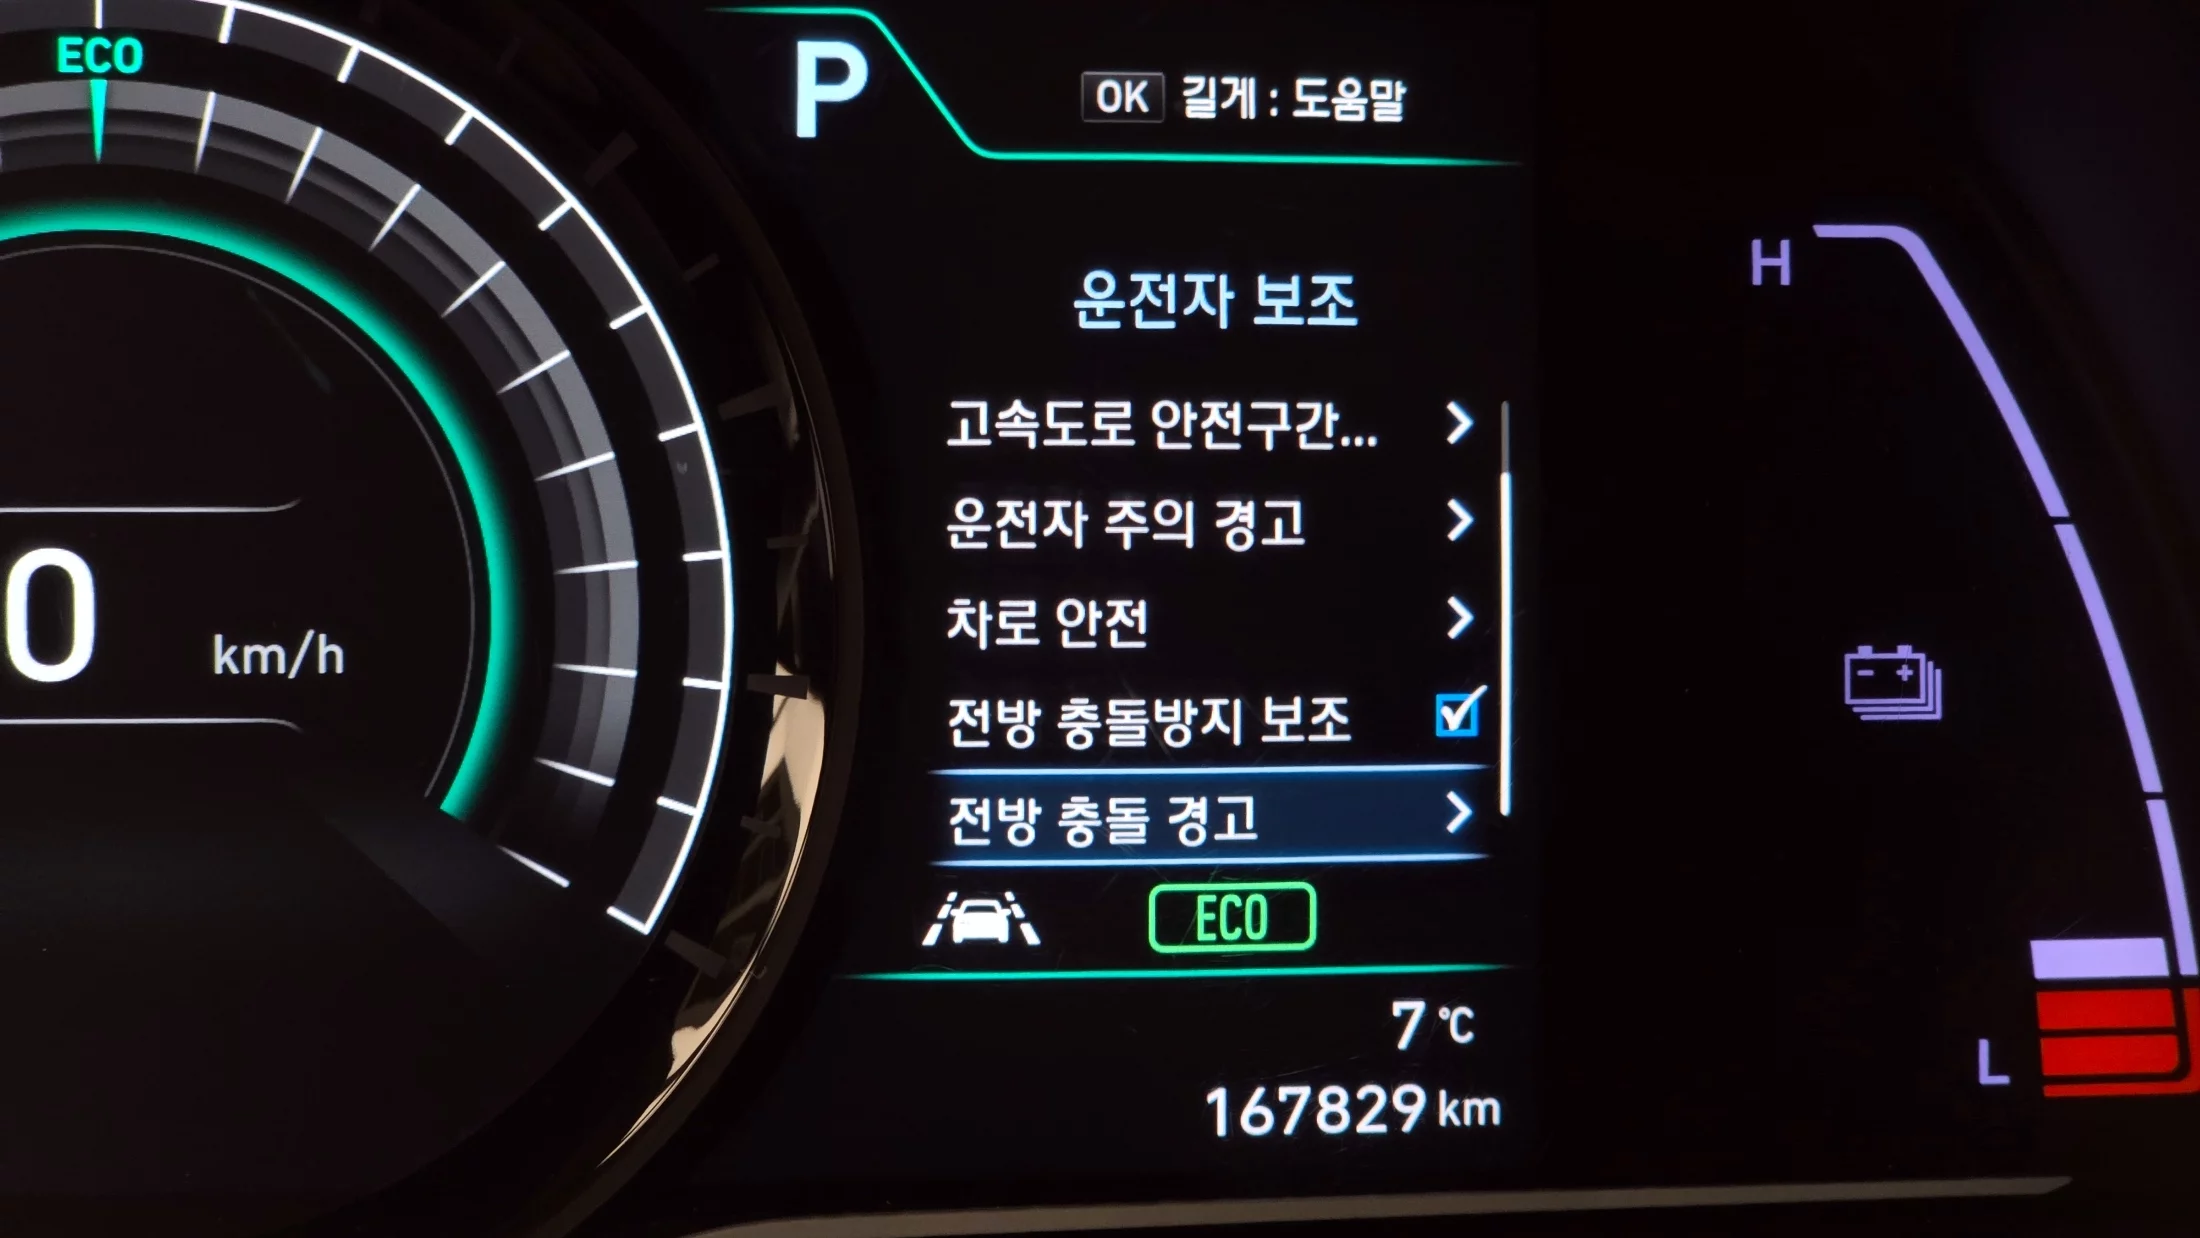 ECO
P
OK 길게 : 도움말
운전자 보조
고속도로 안전구간...
운전자 주의 경고
차로 안전
전방 충돌방지 보조
전방 충돌 경고
ECO
7 °C
167829 km
0 km/h
H
- +
L